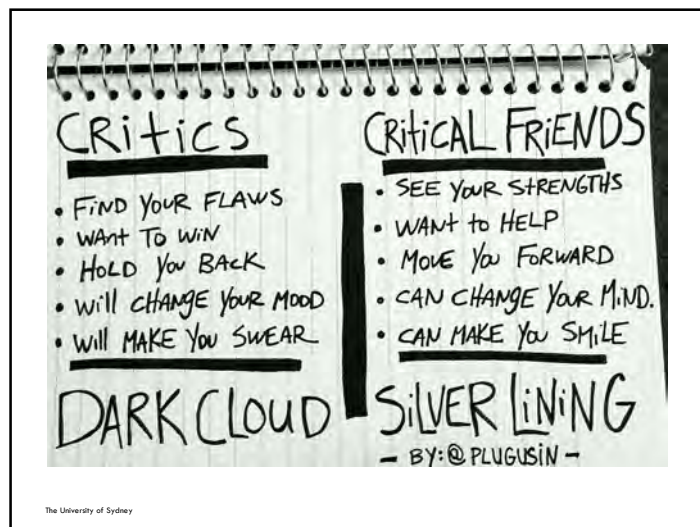 CRITICS
• FIND YOUR FLAWS
• WANT TO WIN
• HOLD YOU BACK
• WILL CHANGE YOUR MOOD
• WILL MAKE YOU SWEAR
DARK CLOUD
CRITICAL FRIENDS
• SEE YOUR STRENGTHS
• WANT to HELP
• MOVE YOU FORWARD
• CAN CHANGE YOUR MIND.
• CAN MAKE YOU SMILE
SILVER LINING
- BY: @PLUGUSIN -
The University of Sydney